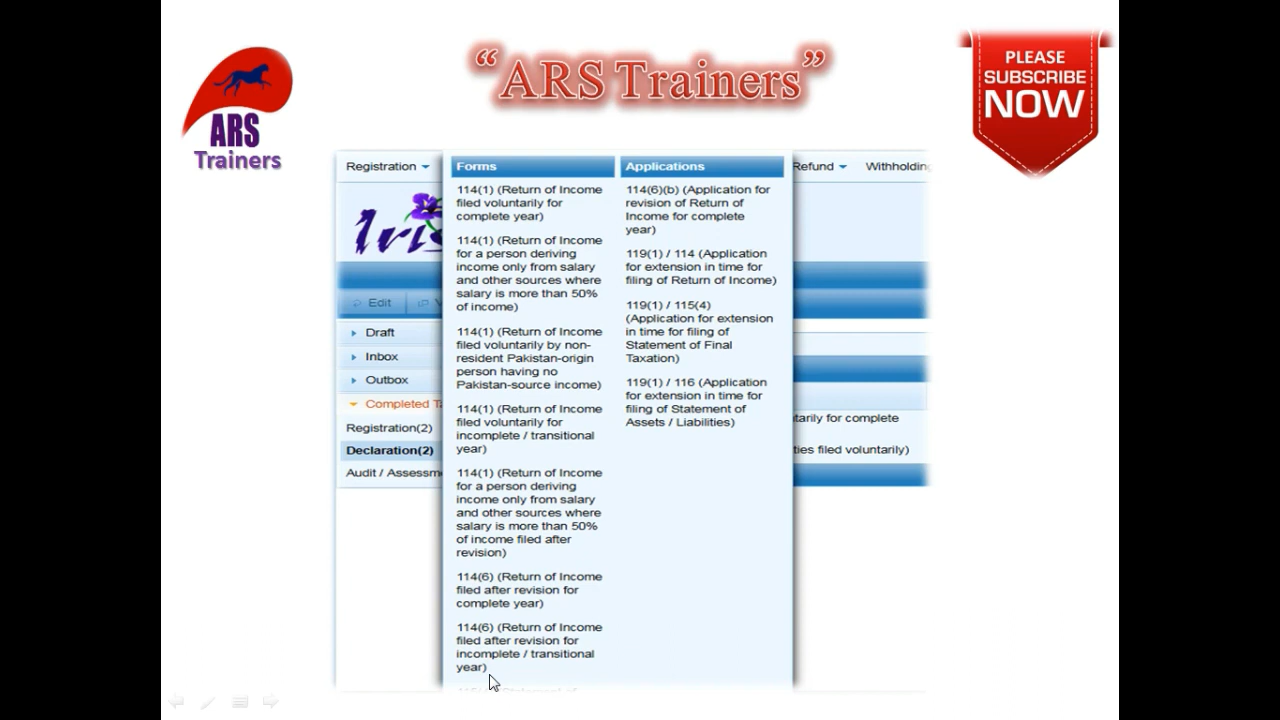 ARS
Trainers
“ARS Trainers”
PLEASE
SUBSCRIBE
NOW
Registration
Iris
Edit
Draft
Inbox
Outbox
Completed
Registration(2)
Declaration(2)
Audit / Assessm
Forms
114(1) (Return of Income
filed voluntarily for
complete year)
114(1) (Return of Income
for a person deriving
income only from salary
and other sources where
salary is more than 50%
of income)
114(1) (Return of Income
filed voluntarily by non-
resident Pakistan-origin
person having no
Pakistan-source income)
114(1) (Return of Income
filed voluntarily for
incomplete / transitional
year)
114(1) (Return of Income
for a person deriving
income only from salary
and other sources where
salary is more than 50%
of income filed after
revision)
114(6) (Return of Income
filed after revision for
complete year)
114(6) (Return of Income
filed after revision for
incomplete / transitional
year)
Applications
114(6)(b) (Application for
revision of Return of
Income for complete
year)
119(1) / 114 (Application
for extension in time for
filing of Return of Income)
119(1) / 115(4)
(Application for extension
in time for filing of
Statement of Final
Taxation)
119(1) / 116 (Application
for extension in time for
filing of Statement of
Assets / Liabilities)
Refund
Withholding
tarily for complete
ties filed voluntarily)